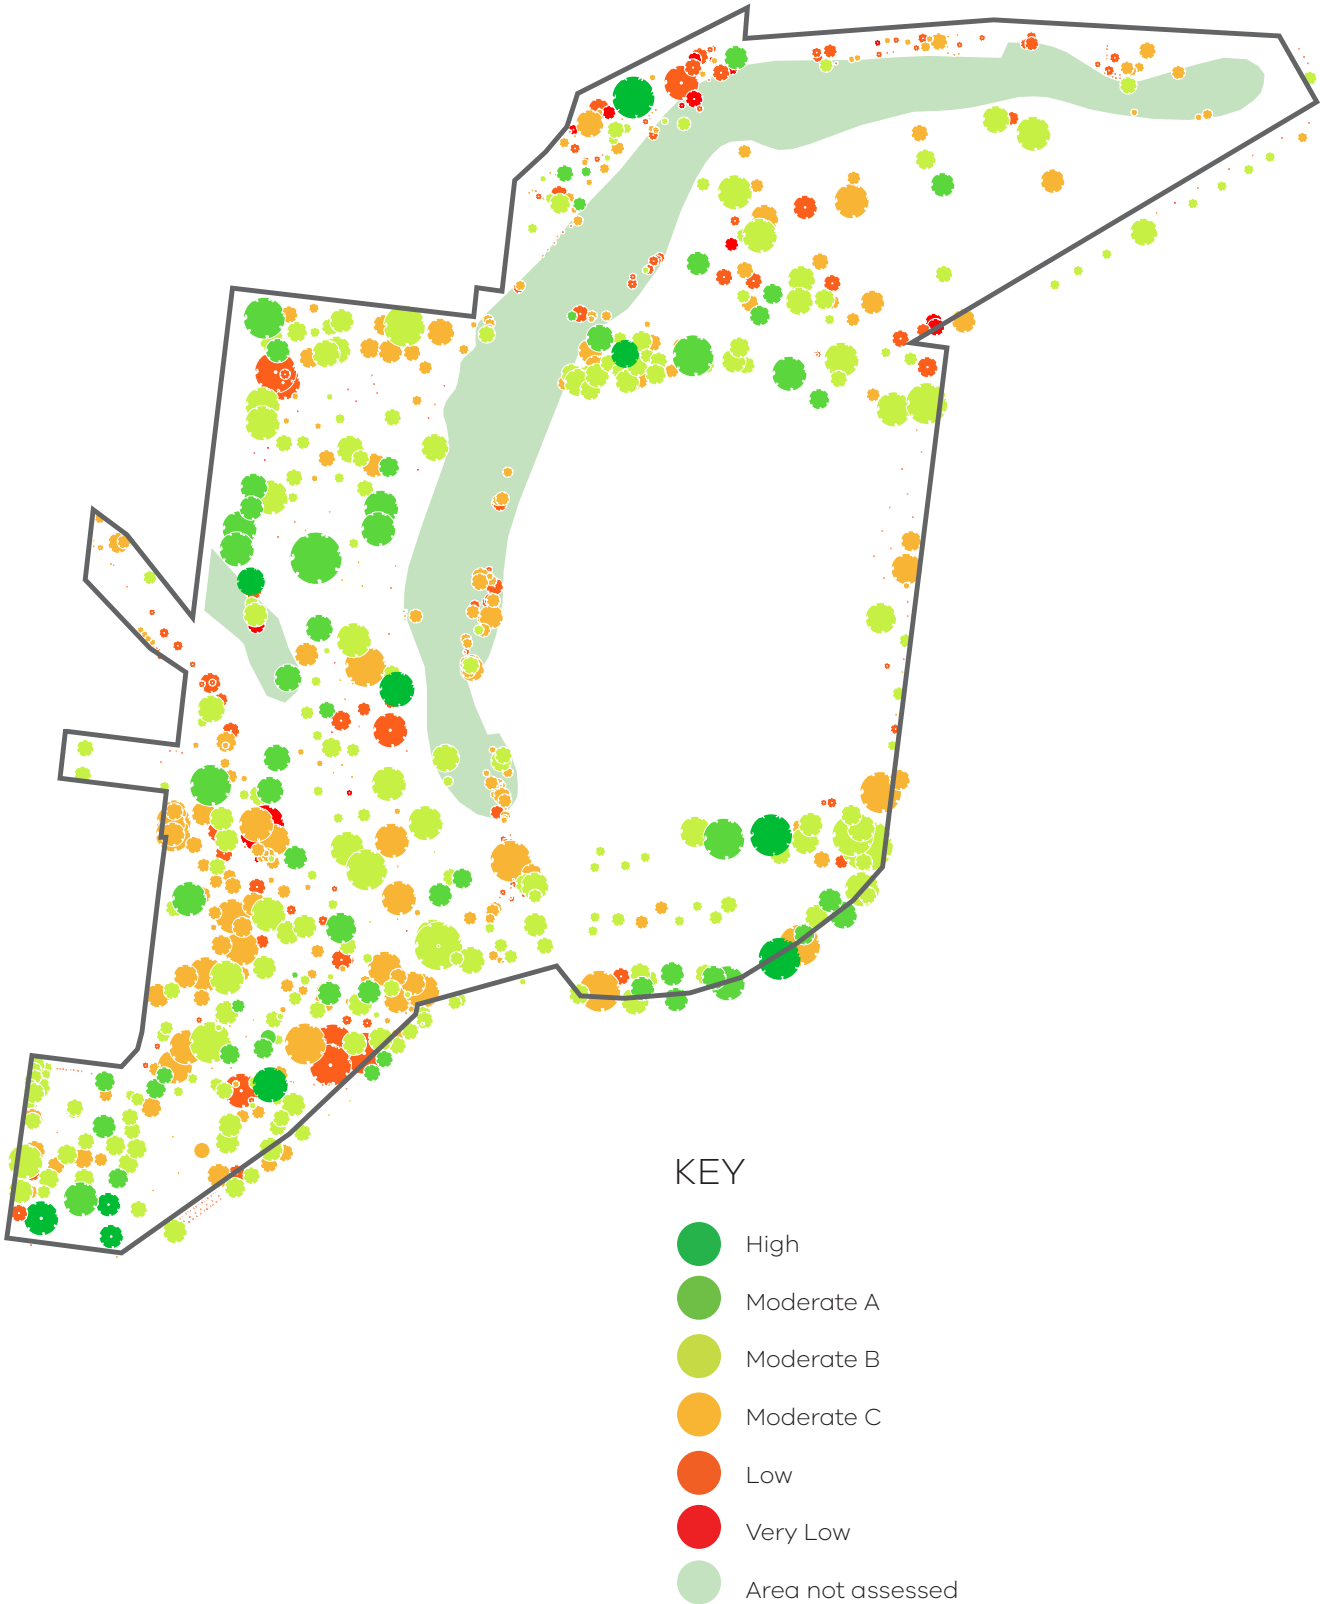 KEY
High
Moderate A
Moderate B
Moderate C
Low
Very Low
Area not assessed